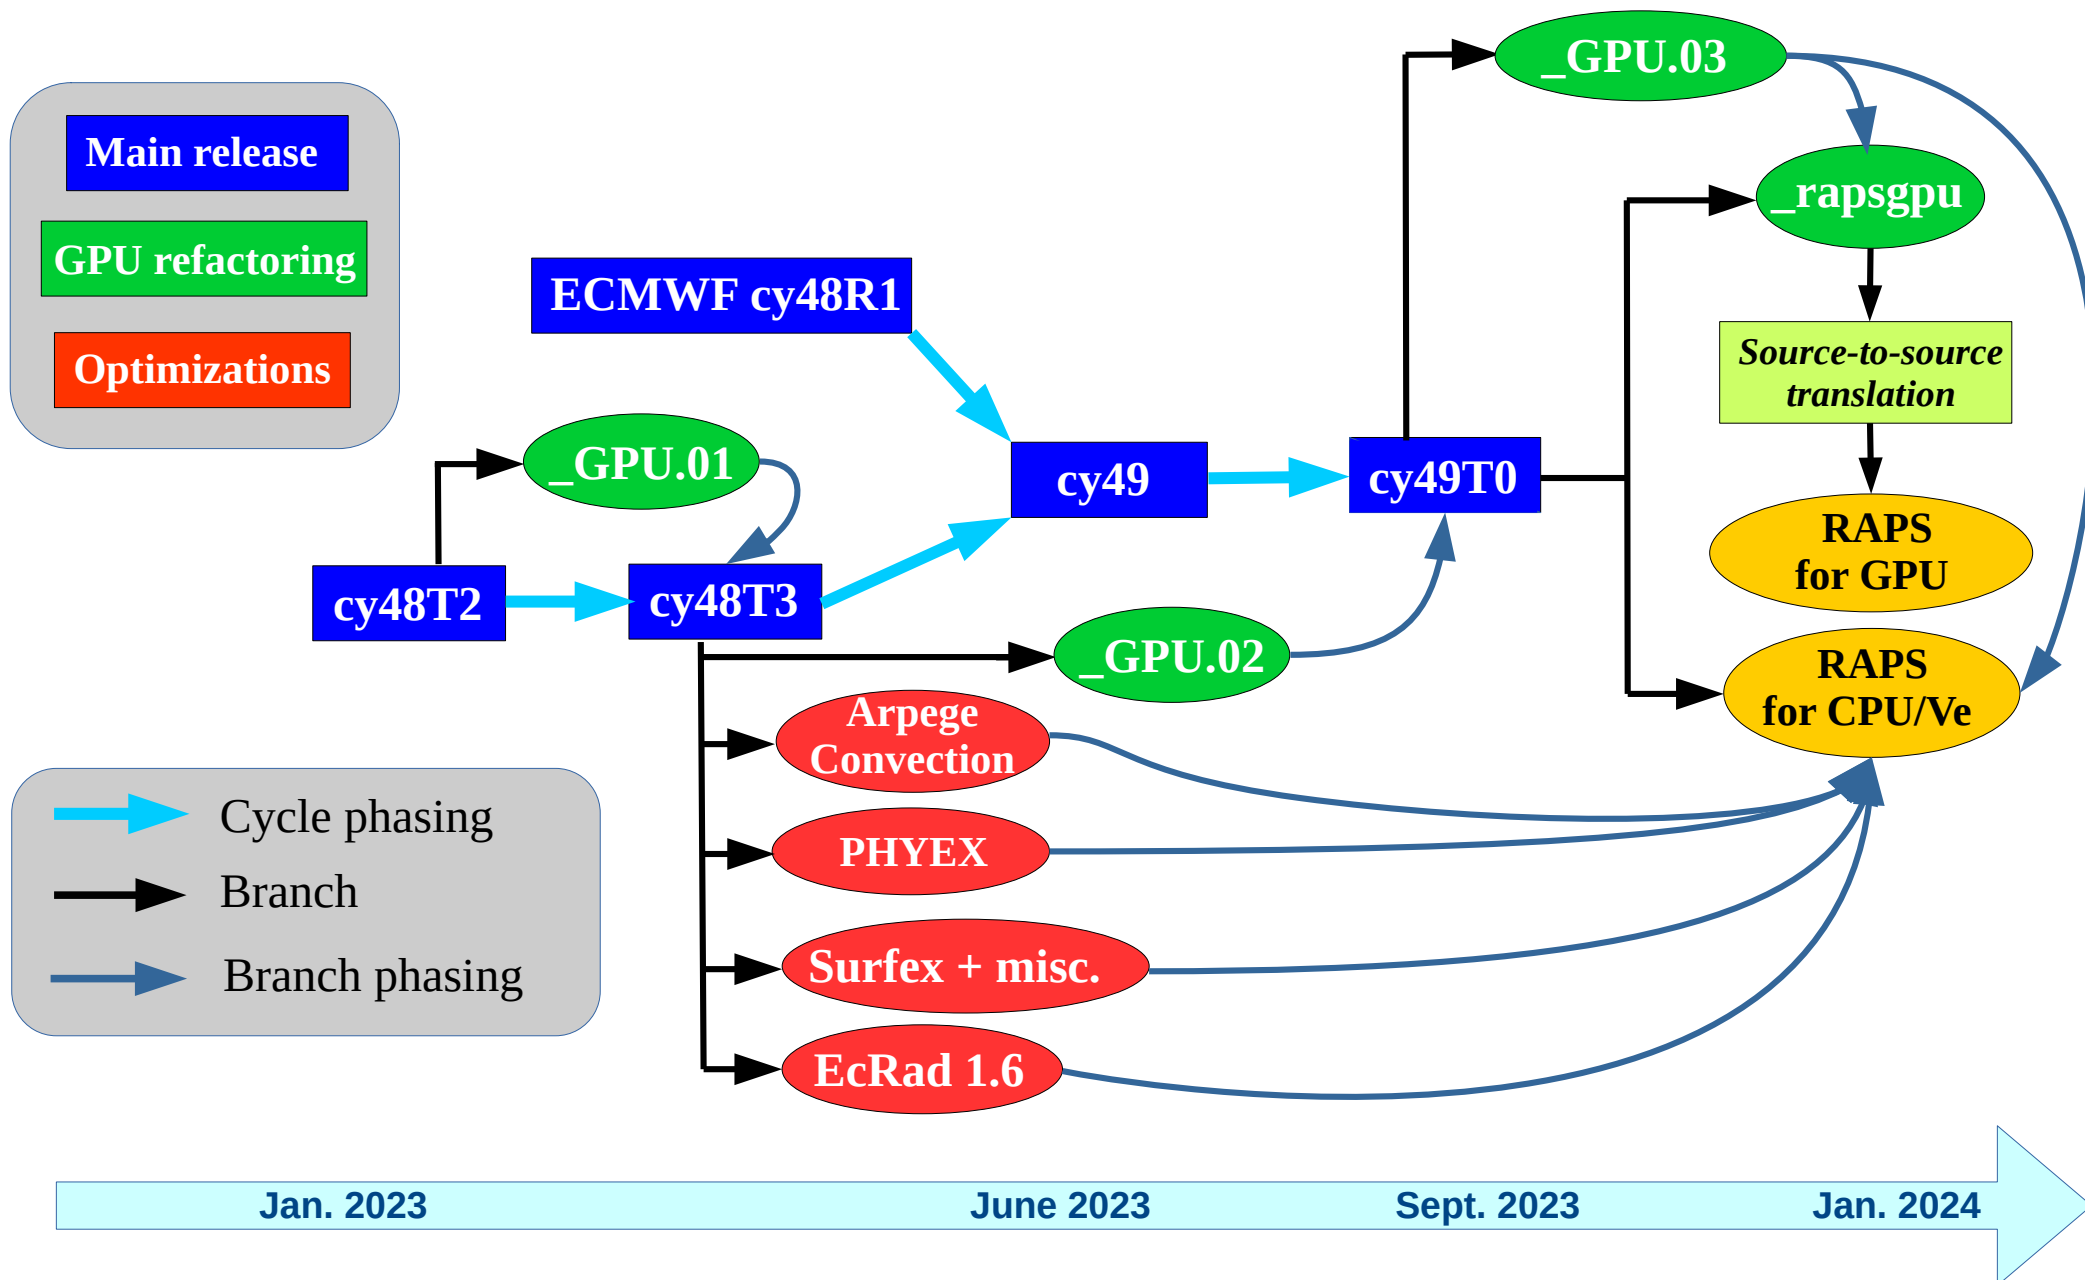 Main release
GPU refactoring
Optimizations
_GPU.03
_rapsgpu
ECMWF cy48R1
Source-to-source
translation
_GPU.01
cy49
cy49T0
RAPS
for GPU
cy48T2
cy48T3
_GPU.02
RAPS
for CPU/Ve
Arpege
Convection
PHYEX
Surfex + misc.
EcRad 1.6
Cycle phasing
Branch
Branch phasing
Jan. 2023
June 2023
Sept. 2023
Jan. 2024